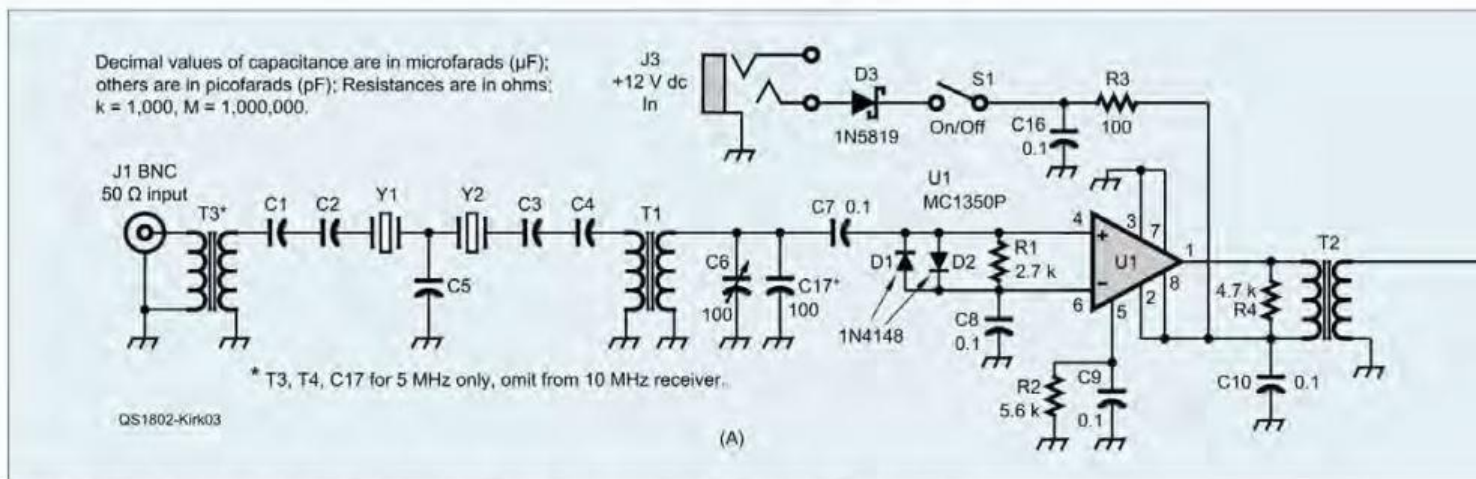 Decimal values of capacitance are in microfarads (µF);
others are in picofarads (pF); Resistances are in ohms;
k = 1,000, M = 1,000,000.
J3
+12 V dc
In
D3
1N5819
S1
On/Off
C16
0.1
R3
100
J1 BNC
50 Ω input
T3*
C1
C2
Y1
Y2
C3
C4
C5
T1
C6
100
C17*
100
C7 0.1
D1
D2
1N4148
R1
2.7 k
C8
0.1
U1
MC1350P
4
+
3
7
U1
1
6
–
5
2
8
R2
5.6 k
C9
0.1
4.7 k
R4
C10
0.1
T2
* T3, T4, C17 for 5 MHz only, omit from 10 MHz receiver.
QS1802-Kirk03
(A)